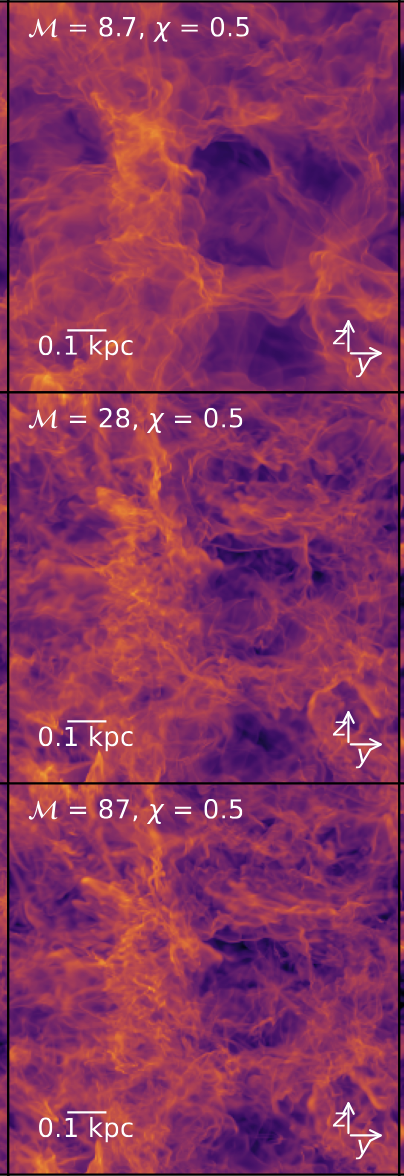 ℳ = 8.7, χ = 0.5
0.1 kpc
z
y
ℳ = 28, χ = 0.5
0.1 kpc
z
y
ℳ = 87, χ = 0.5
0.1 kpc
z
y